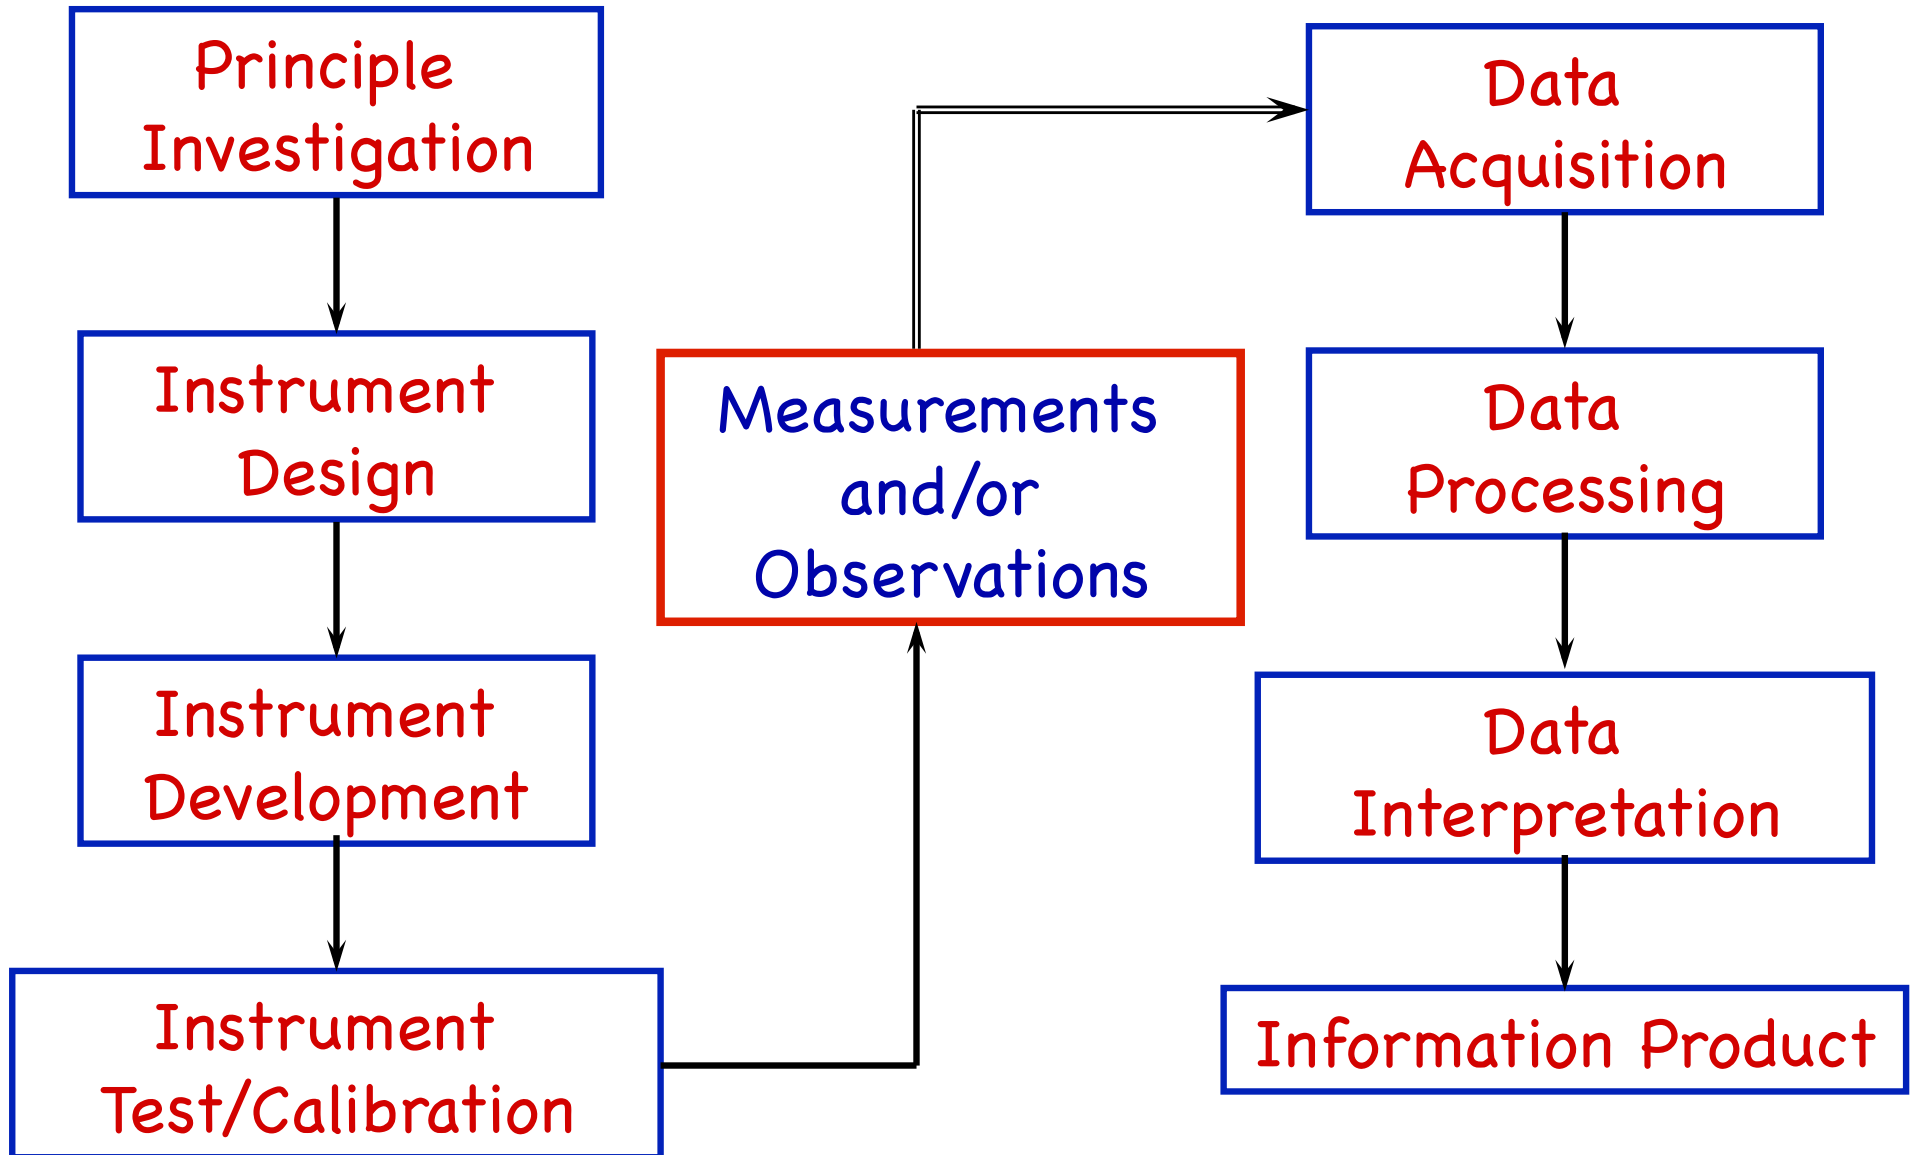 Principle
Investigation
Instrument
Design
Instrument
Development
Instrument
Test/Calibration
Measurements
and/or
Observations
Data
Acquisition
Data
Processing
Data
Interpretation
Information Product